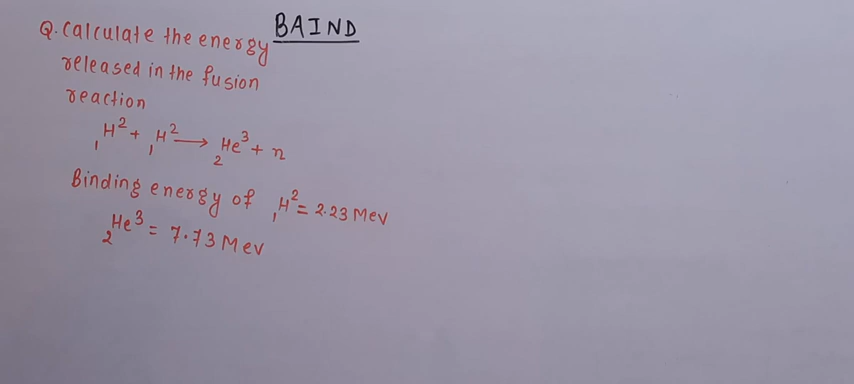 BAIND
Q. Calculate the energy
released in the fusion
reaction
₁H² + ₁H² ⟶ ₂He³ + n
Binding energy of ₁H² = 2.23 Mev
₂He³ = 7.73 Mev